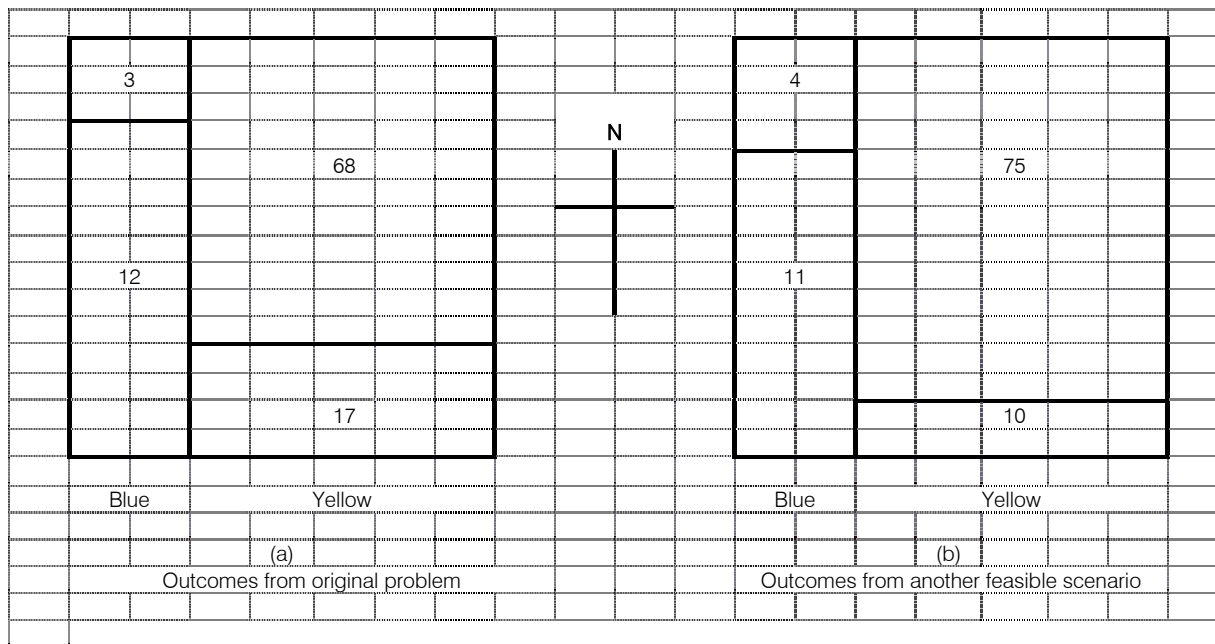 3
4
N
68
75
12
11
17
10
Blue
Yellow
Blue
Yellow
(a)
(b)
Outcomes from original problem
Outcomes from another feasible scenario